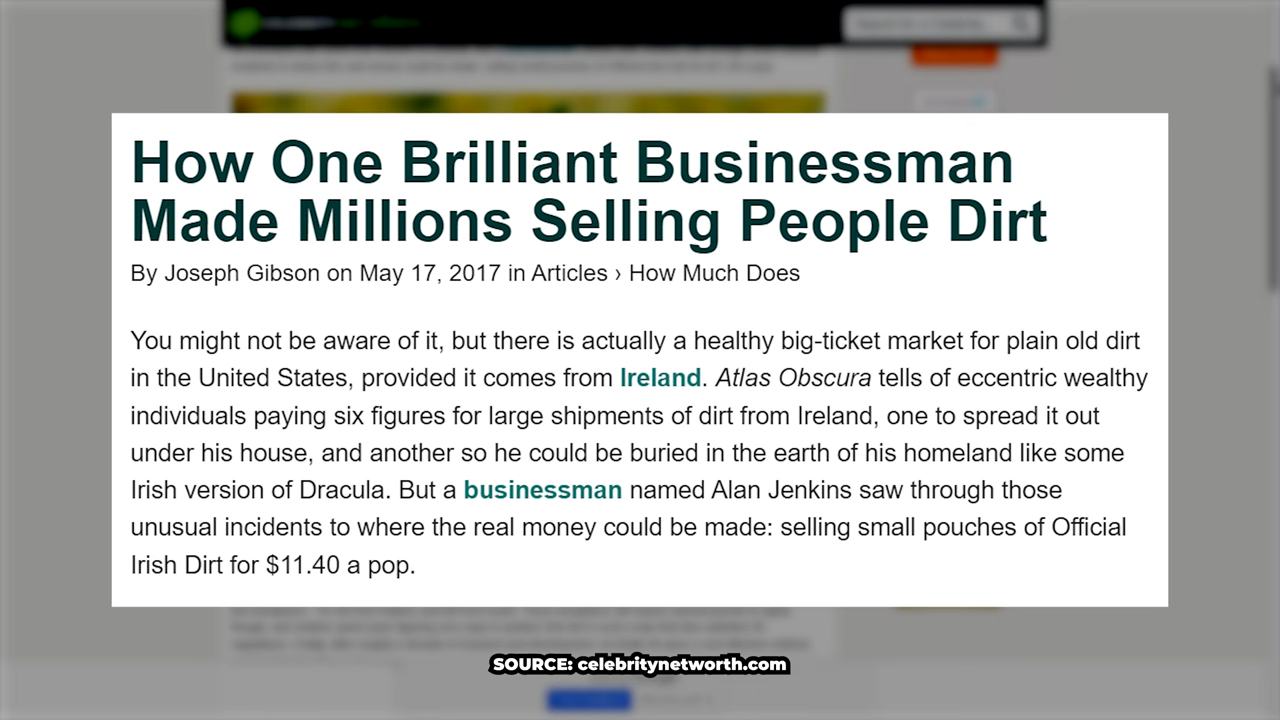 How One Brilliant Businessman
Made Millions Selling People Dirt
By Joseph Gibson on May 17, 2017 in Articles › How Much Does
You might not be aware of it, but there is actually a healthy big-ticket market for plain old dirt
in the United States, provided it comes from Ireland. Atlas Obscura tells of eccentric wealthy
individuals paying six figures for large shipments of dirt from Ireland, one to spread it out
under his house, and another so he could be buried in the earth of his homeland like some
Irish version of Dracula. But a businessman named Alan Jenkins saw through those
unusual incidents to where the real money could be made: selling small pouches of Official
Irish Dirt for $11.40 a pop.
SOURCE: celebritynetworth.com